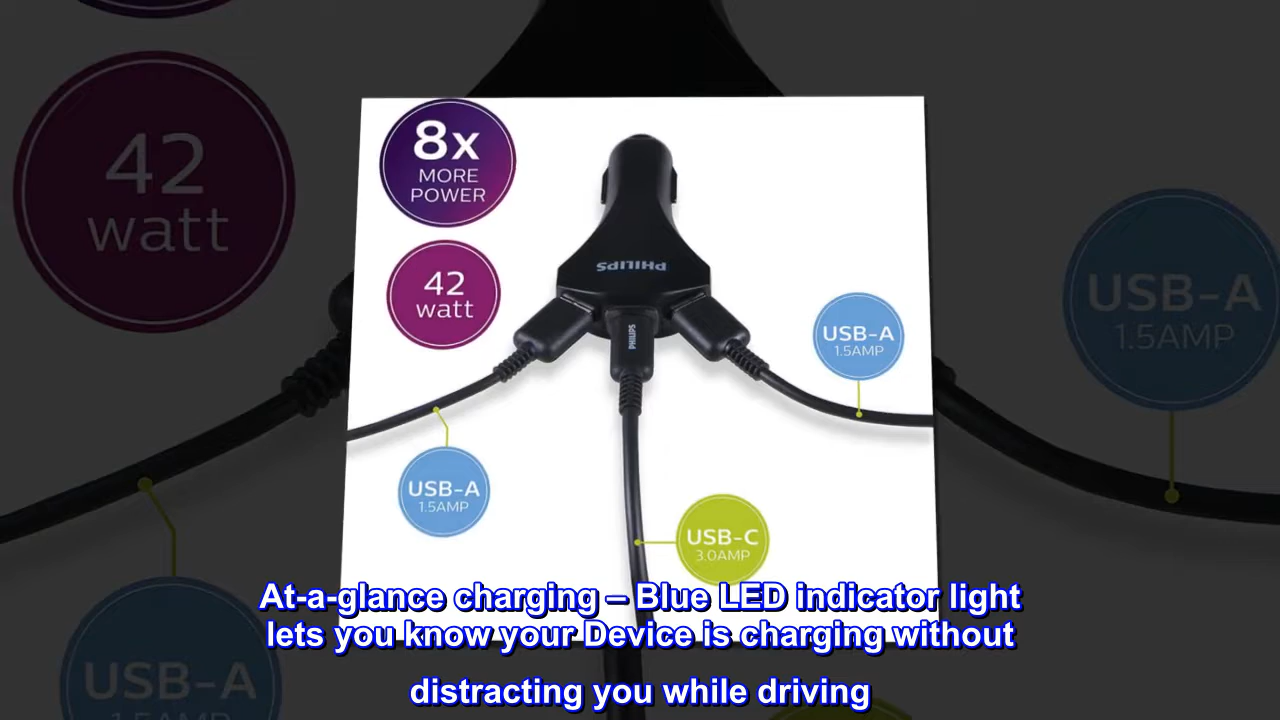 42
watt
8x
MORE
POWER
42
watt
PHILIPS
PHILIPS
USB-A
1.5AMP
USB-A
1.5AMP
USB-A
1.5AMP
USB-C
3.0AMP
At-a-glance charging – Blue LED indicator light
lets you know your Device is charging without
distracting you while driving
USB-A
1.5AMP